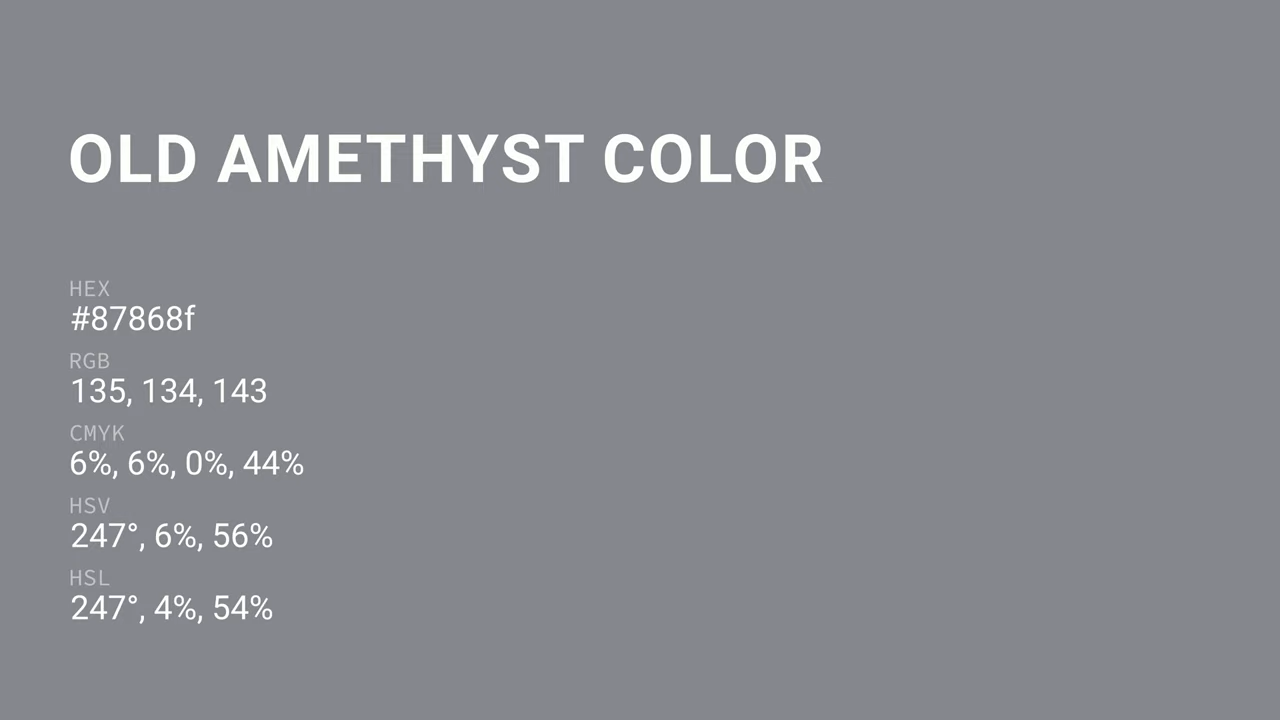 OLD AMETHYST COLOR
HEX
#87868f
RGB
135, 134, 143
CMYK
6%, 6%, 0%, 44%
HSV
247°, 6%, 56%
HSL
247°, 4%, 54%